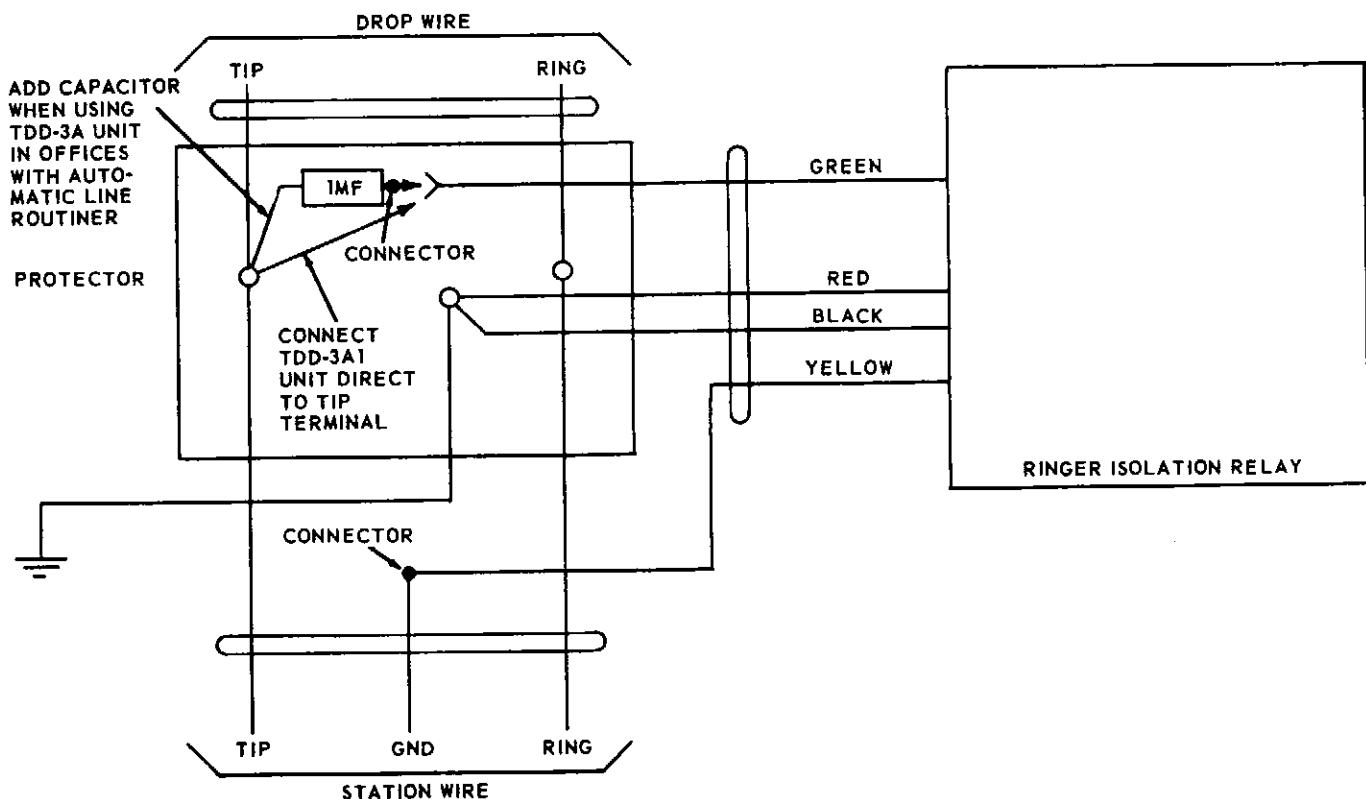 DROP WIRE
TIP
RING
ADD CAPACITOR
WHEN USING
TDD-3A UNIT
IN OFFICES
WITH AUTO-
MATIC LINE
ROUTINER
1MF
CONNECTOR
PROTECTOR
CONNECT
TDD-3A1
UNIT DIRECT
TO TIP
TERMINAL
GREEN
RED
BLACK
YELLOW
RINGER ISOLATION RELAY
CONNECTOR
TIP
GND
RING
STATION WIRE